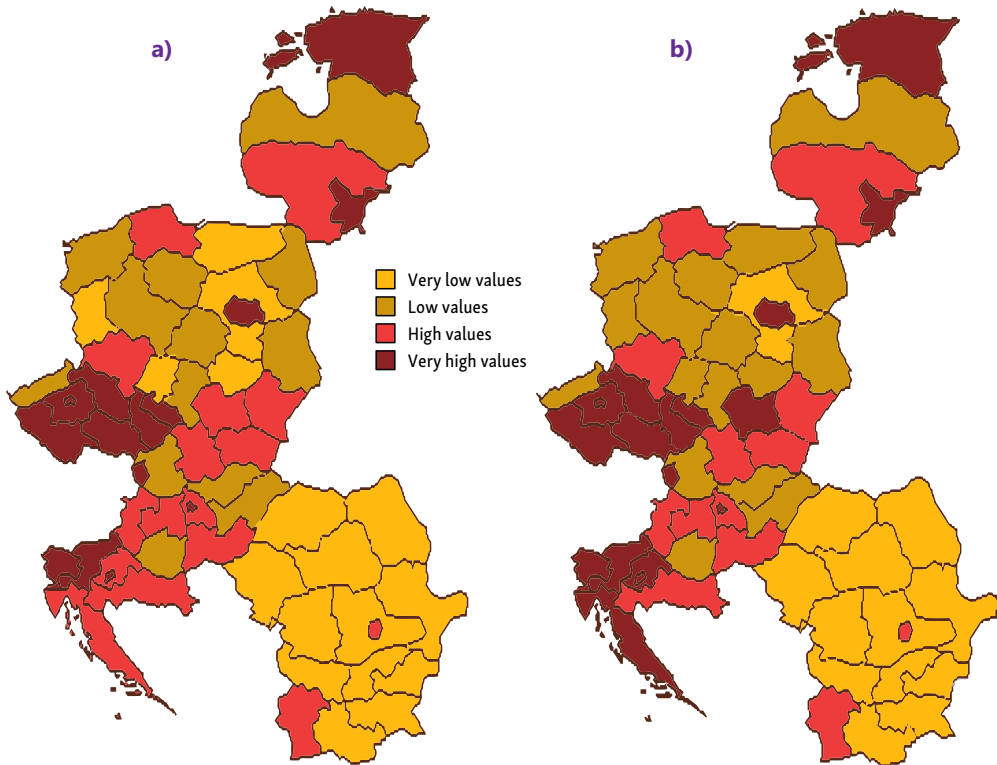 a)
b)
Very low values
Low values
High values
Very high values